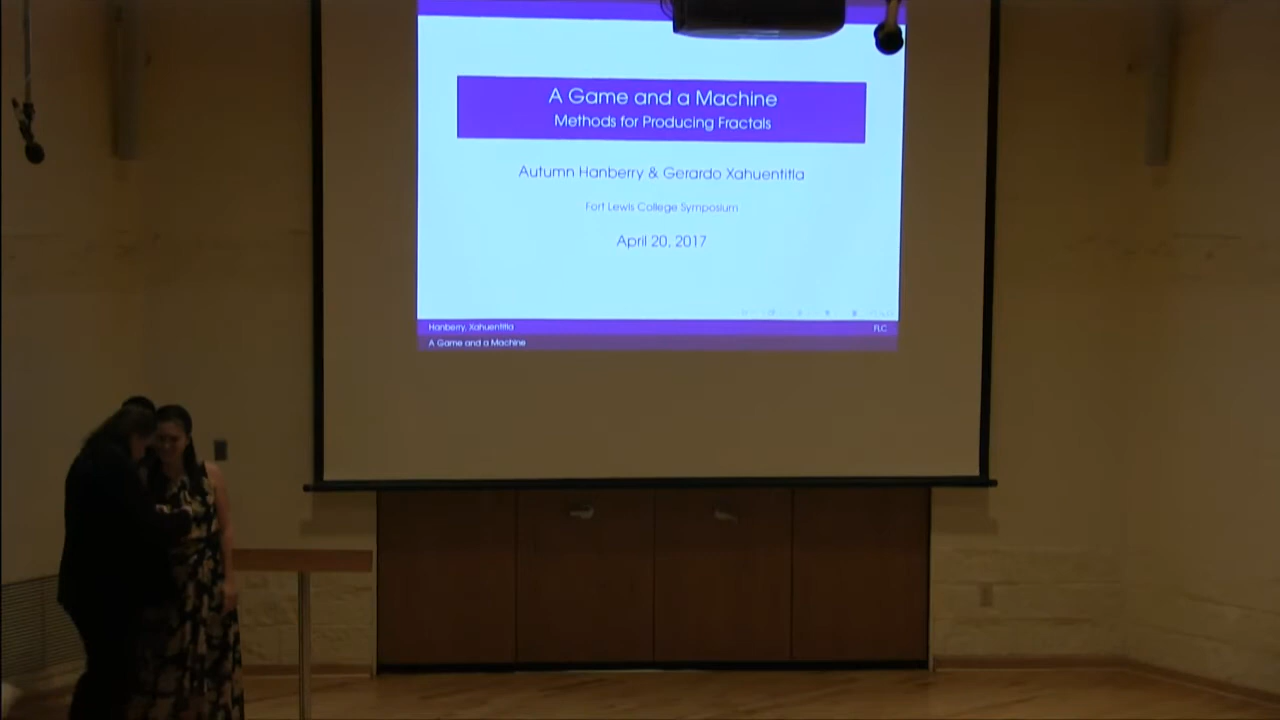 A Game and a Machine
Methods for Producing Fractals
Autumn Hanberry & Gerardo Xahuentitla
Fort Lewis College Symposium
April 20, 2017
Hanberry, Xahuentitla FLC
A Game and a Machine